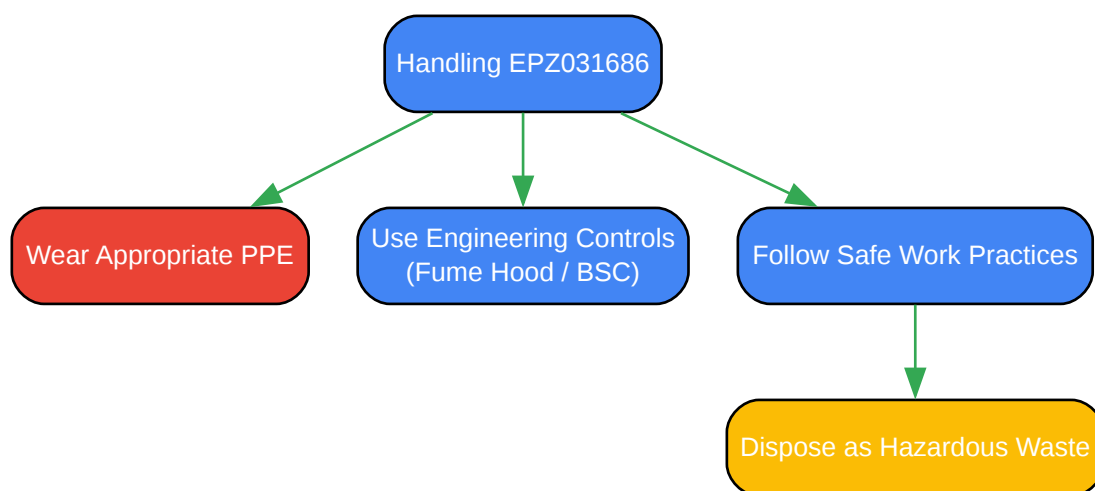 Handling EPZ031686
Wear Appropriate PPE
Use Engineering Controls
(Fume Hood / BSC)
Follow Safe Work Practices
Dispose as Hazardous Waste